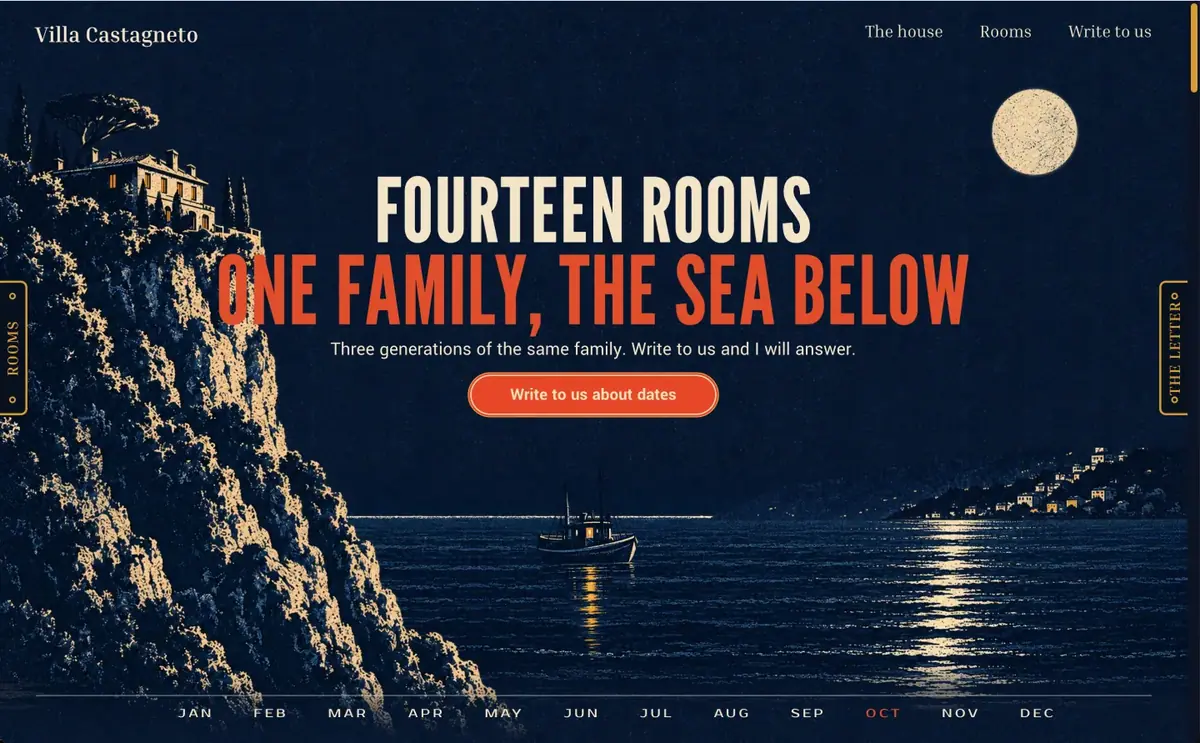 Villa Castagneto
The house Rooms Write to us
FOURTEEN ROOMS
ONE FAMILY, THE SEA BELOW
Three generations of the same family. Write to us and I will answer.
Write to us about dates
ROOMS
THE LETTER
JAN FEB MAR APR MAY JUN JUL AUG SEP OCT NOV DEC